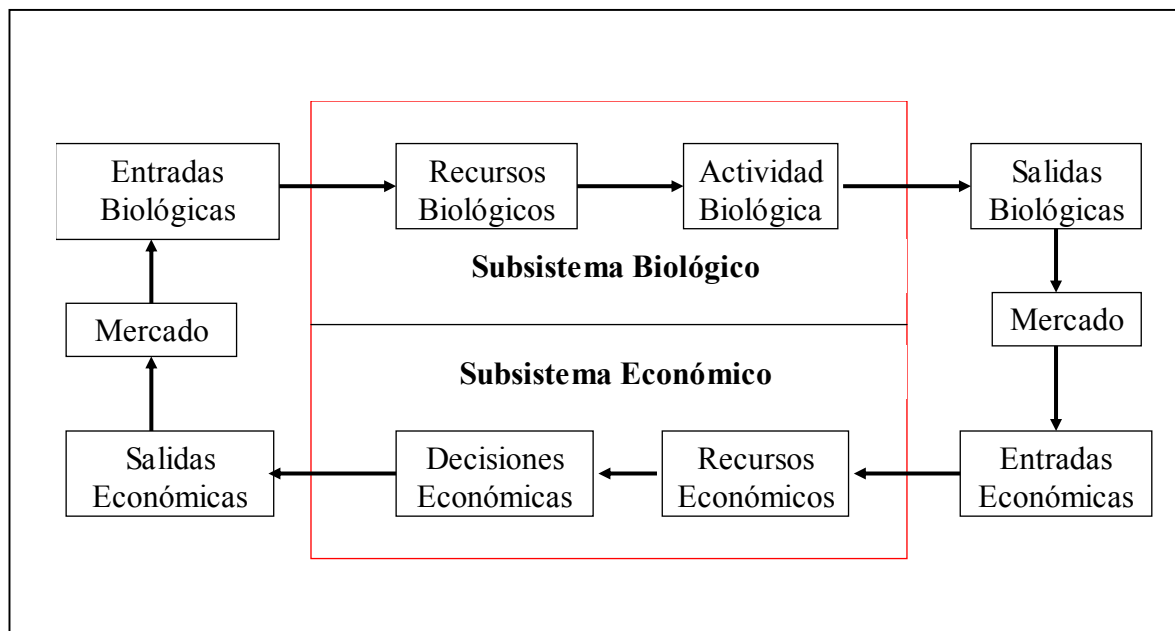 Entradas
Biológicas
Recursos
Biológicos
Actividad
Biológica
Salidas
Biológicas
Subsistema Biológico
Mercado
Mercado
Subsistema Económico
Salidas
Económicas
Decisiones
Económicas
Recursos
Económicos
Entradas
Económicas